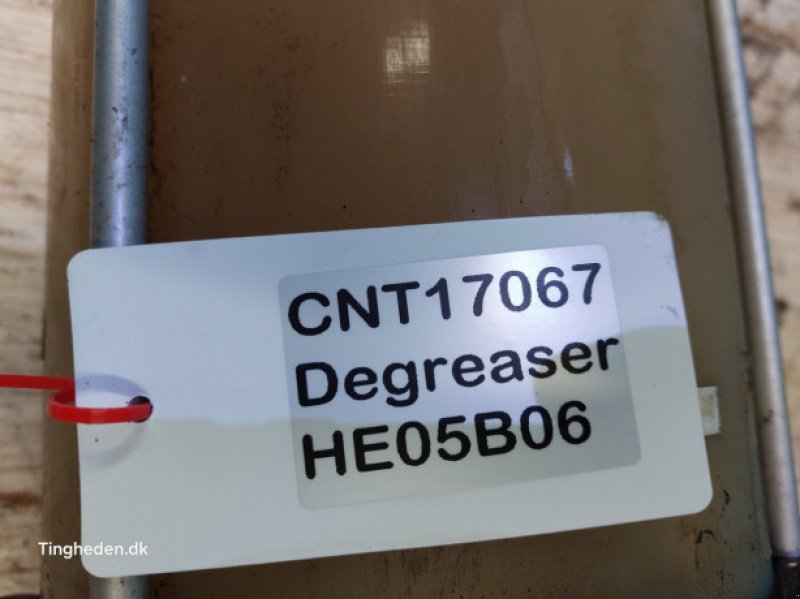 CNT17067
Degreaser
HE05B06
Tingheden.dk